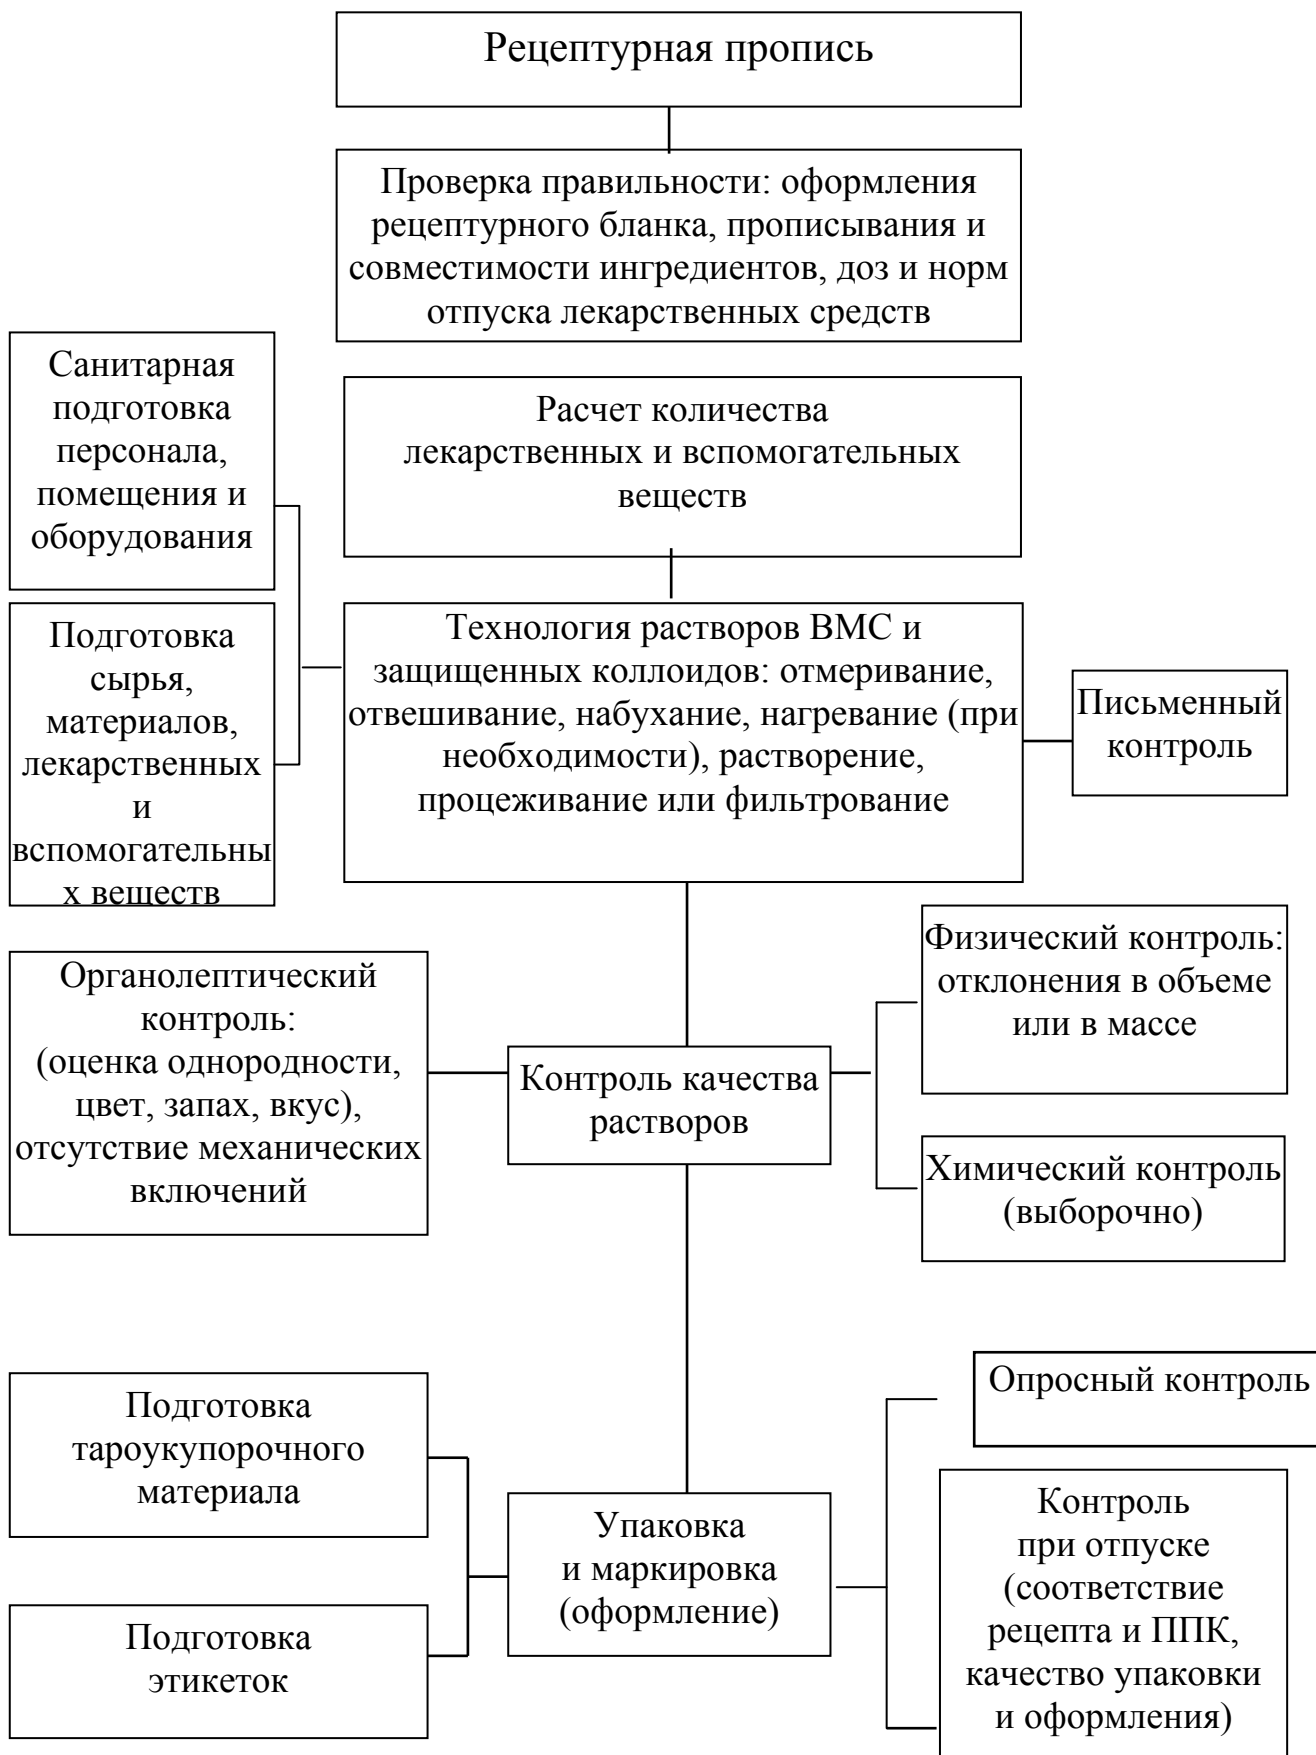 Рецептурная пропись
Проверка правильности: оформления
рецептурного бланка, прописывания и
совместимости ингредиентов, доз и норм
отпуска лекарственных средств
Санитарная
подготовка
персонала,
помещения и
оборудования
Расчет количества
лекарственных и вспомогательных
веществ
Подготовка
сырья,
материалов,
лекарственных
и
вспомогательны
х веществ
Технология растворов ВМС и
защищенных коллоидов: отмеривание,
отвешивание, набухание, нагревание (при
необходимости), растворение,
процеживание или фильтрование
Письменный
контроль
Органолептический
контроль:
(оценка однородности,
цвет, запах, вкус),
отсутствие механических
включений
Контроль качества
растворов
Физический контроль:
отклонения в объеме
или в массе
Химический контроль
(выборочно)
Подготовка
тароукупорочного
материала
Подготовка
этикеток
Упаковка
и маркировка
(оформление)
Опросный контроль
Контроль
при отпуске
(соответствие
рецепта и ППК,
качество упаковки
и оформления)